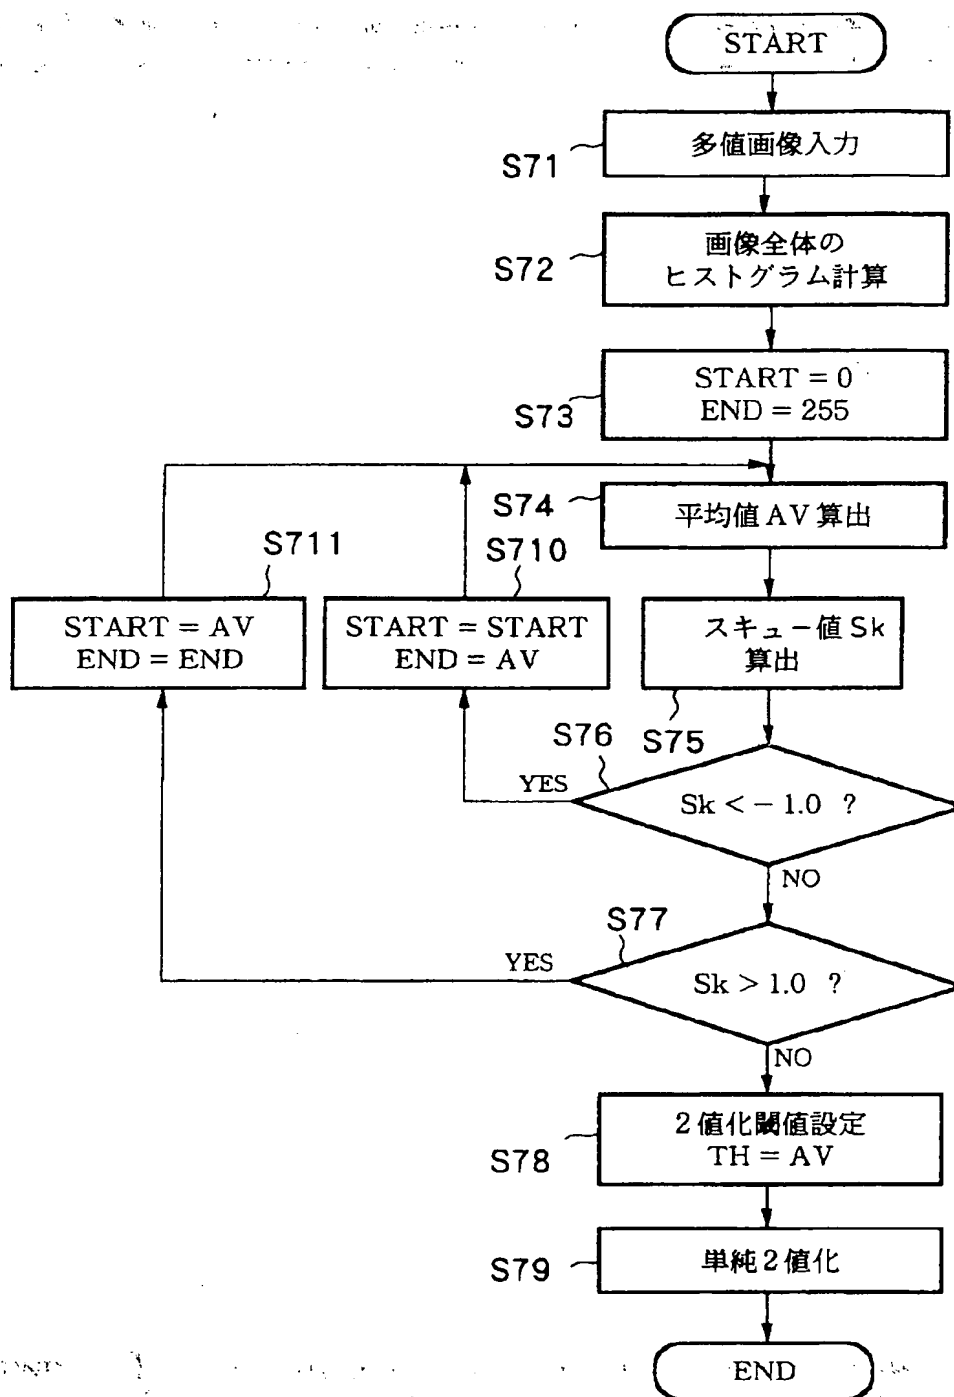 START
S71
多値画像入力
S72
画像全体の
ヒストグラム計算
S73
START = 0
END = 255
S74
平均値 AV 算出
S711
START = AV
END = END
S710
START = START
END = AV
スキュー値 Sk
算出
S75
S76
YES
Sk < − 1.0 ?
NO
S77
YES
Sk > 1.0 ?
NO
S78
2値化閾値設定
TH = AV
S79
単純2値化
END